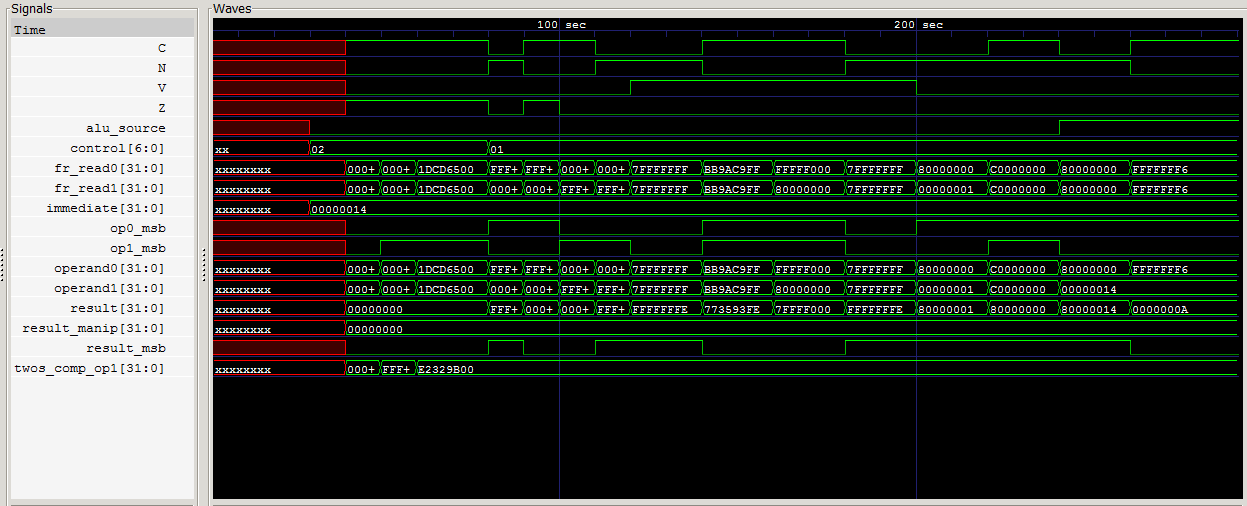 Signals Waves
Time 100 sec 200 sec
C
N
V
Z
alu_source
control[6:0] xx 02 01
fr_read0[31:0] xxxxxxxx 000+ 000+ 1DCD6500 FFF+ FFF+ 000+ 000+ 7FFFFFFF BB9AC9FF FFFFF000 7FFFFFFF 80000000 C0000000 80000000 FFFFFFF6
fr_read1[31:0] xxxxxxxx 000+ 000+ 1DCD6500 000+ 000+ FFF+ FFF+ 7FFFFFFF BB9AC9FF 80000000 7FFFFFFF 00000001 C0000000 80000000 FFFFFFF6
immediate[31:0] xxxxxxxx 00000014
op0_msb
op1_msb
operand0[31:0] xxxxxxxx 000+ 000+ 1DCD6500 FFF+ FFF+ 000+ 000+ 7FFFFFFF BB9AC9FF FFFFF000 7FFFFFFF 80000000 C0000000 80000000 FFFFFFF6
operand1[31:0] xxxxxxxx 000+ 000+ 1DCD6500 000+ 000+ FFF+ FFF+ 7FFFFFFF BB9AC9FF 80000000 7FFFFFFF 00000001 C0000000 00000014
result[31:0] xxxxxxxx 00000000 FFF+ 000+ 000+ FFF+ FFFFFFFE 773593FE 7FFFF000 FFFFFFFE 80000001 80000000 80000014 0000000A
result_manip[31:0] xxxxxxxx 00000000
result_msb
twos_comp_op1[31:0] xxxxxxxx 000+ FFF+ E2329B00